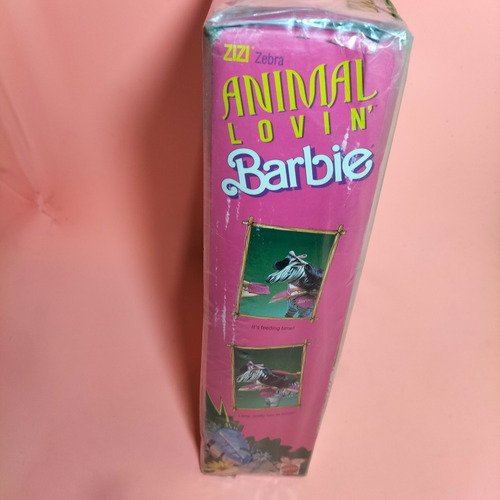 ZIZI Zebra
ANIMAL
LOVIN'
Barbie
It's feeding time!